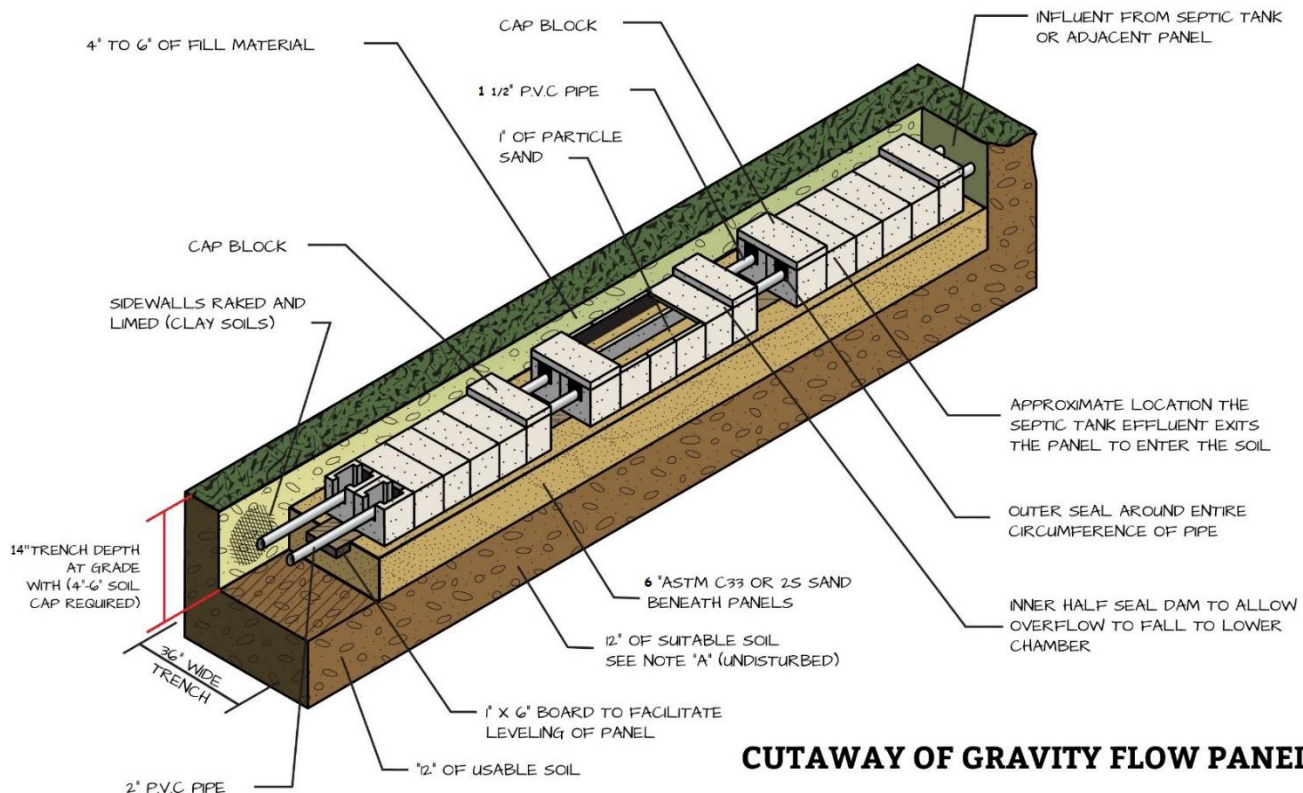 CAP BLOCK
INFLUENT FROM SEPTIC TANK
OR ADJACENT PANEL
4" TO 6" OF FILL MATERIAL
1 1/2" P.V.C PIPE
1" OF PARTICLE
SAND
CAP BLOCK
SIDEWALLS RAKED AND
LIMED (CLAY SOILS)
APPROXIMATE LOCATION THE
SEPTIC TANK EFFLUENT EXITS
THE PANEL TO ENTER THE SOIL
OUTER SEAL AROUND ENTIRE
CIRCUMFERENCE OF PIPE
14" TRENCH DEPTH
AT GRADE
WITH (4"-6" SOIL
CAP REQUIRED)
6 "ASTM C33 OR 2S SAND
BENEATH PANELS
INNER HALF SEAL DAM TO ALLOW
OVERFLOW TO FALL TO LOWER
CHAMBER
12" OF SUITABLE SOIL
SEE NOTE "A" (UNDISTURBED)
36" WIDE
TRENCH
1" X 6" BOARD TO FACILITATE
LEVELING OF PANEL
"12" OF USABLE SOIL
2" P.V.C PIPE
CUTAWAY OF GRAVITY FLOW PANEL